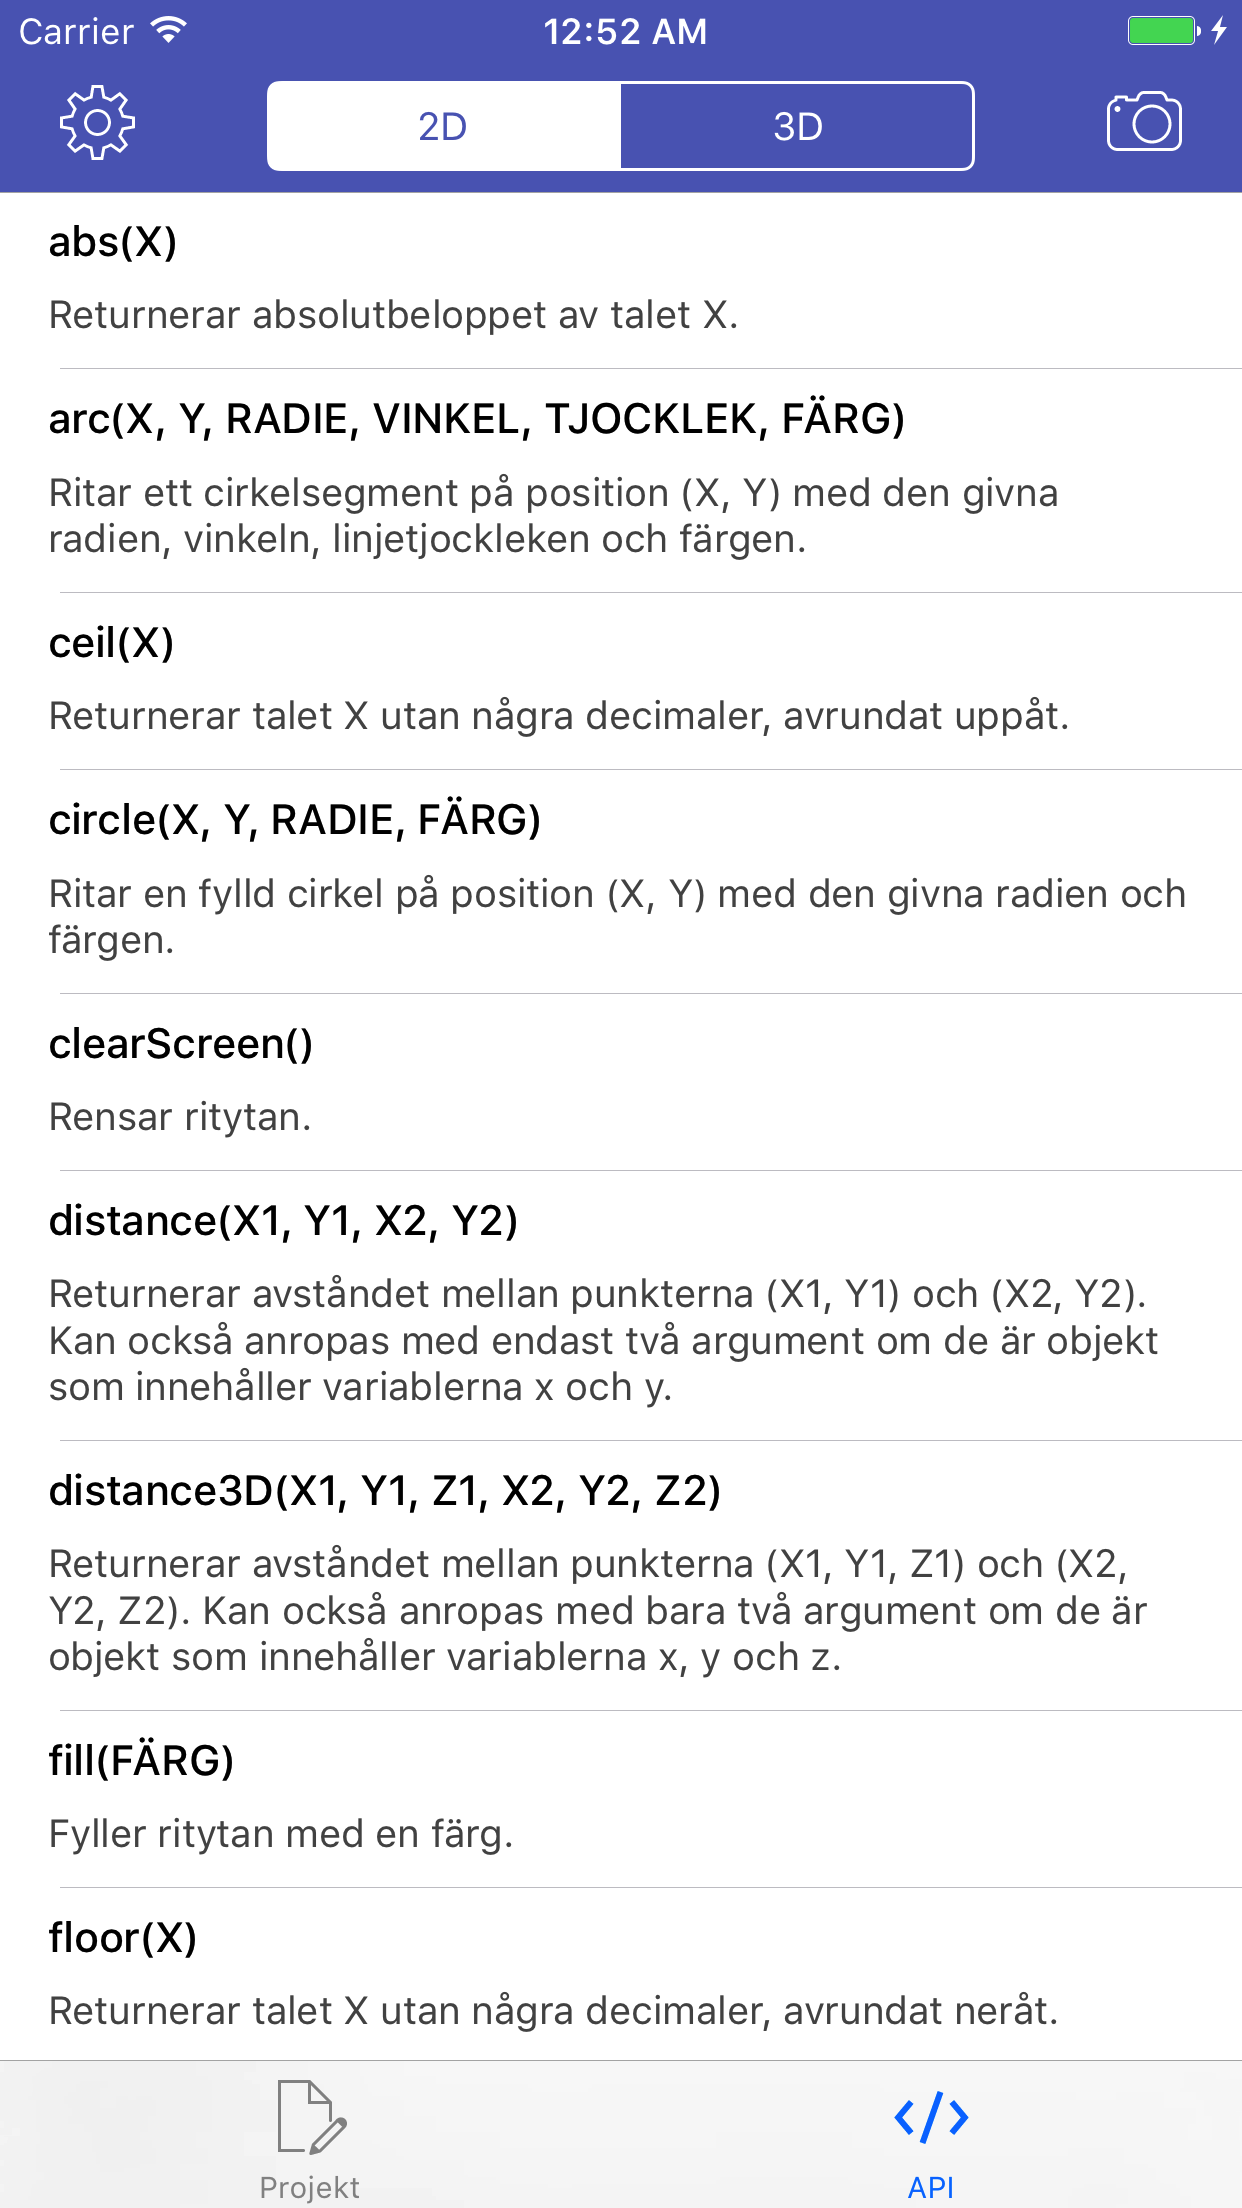 Carrier 12:52 AM
2D 3D
abs(X)
Returnerar absolutbeloppet av talet X.
arc(X, Y, RADIE, VINKEL, TJOCKLEK, FÄRG)
Ritar ett cirkelsegment på position (X, Y) med den givna
radien, vinkeln, linjetjockleken och färgen.
ceil(X)
Returnerar talet X utan några decimaler, avrundat uppåt.
circle(X, Y, RADIE, FÄRG)
Ritar en fylld cirkel på position (X, Y) med den givna radien och
färgen.
clearScreen()
Rensar ritytan.
distance(X1, Y1, X2, Y2)
Returnerar avståndet mellan punkterna (X1, Y1) och (X2, Y2).
Kan också anropas med endast två argument om de är objekt
som innehåller variablerna x och y.
distance3D(X1, Y1, Z1, X2, Y2, Z2)
Returnerar avståndet mellan punkterna (X1, Y1, Z1) och (X2,
Y2, Z2). Kan också anropas med bara två argument om de är
objekt som innehåller variablerna x, y och z.
fill(FÄRG)
Fyller ritytan med en färg.
floor(X)
Returnerar talet X utan några decimaler, avrundat neråt.
Projekt API